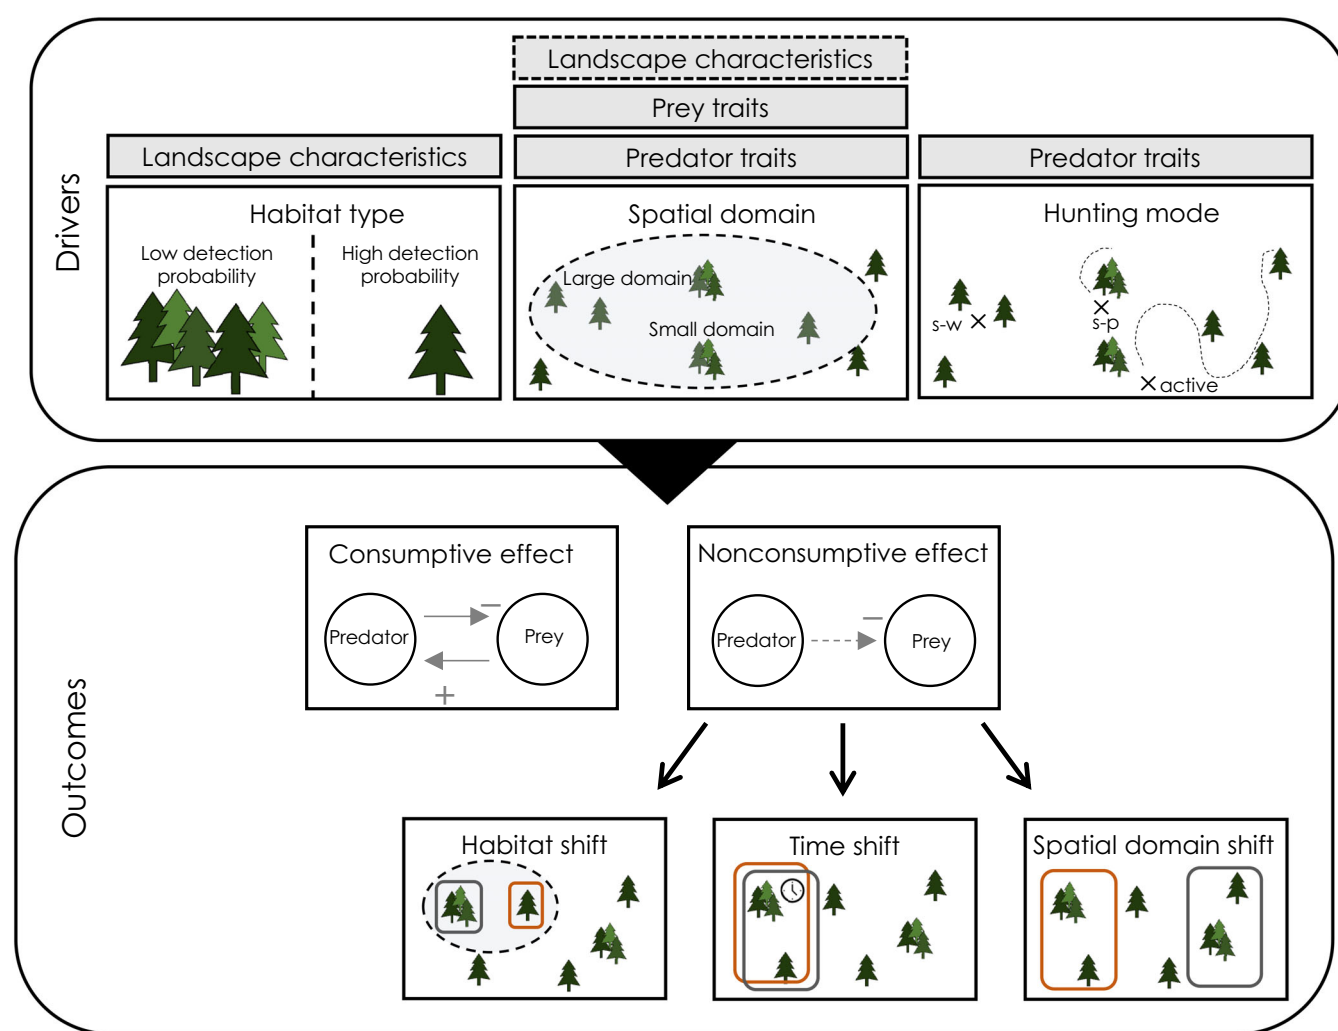 Drivers
Landscape characteristics
Prey traits
Landscape characteristics
Predator traits
Predator traits
Habitat type
Low detection
probability
High detection
probability
Spatial domain
Large domain
Small domain
Hunting mode
s-w
s-p
active
Outcomes
Consumptive effect
Predator
−
Prey
+
Nonconsumptive effect
Predator
−
Prey
Habitat shift
Time shift
Spatial domain shift